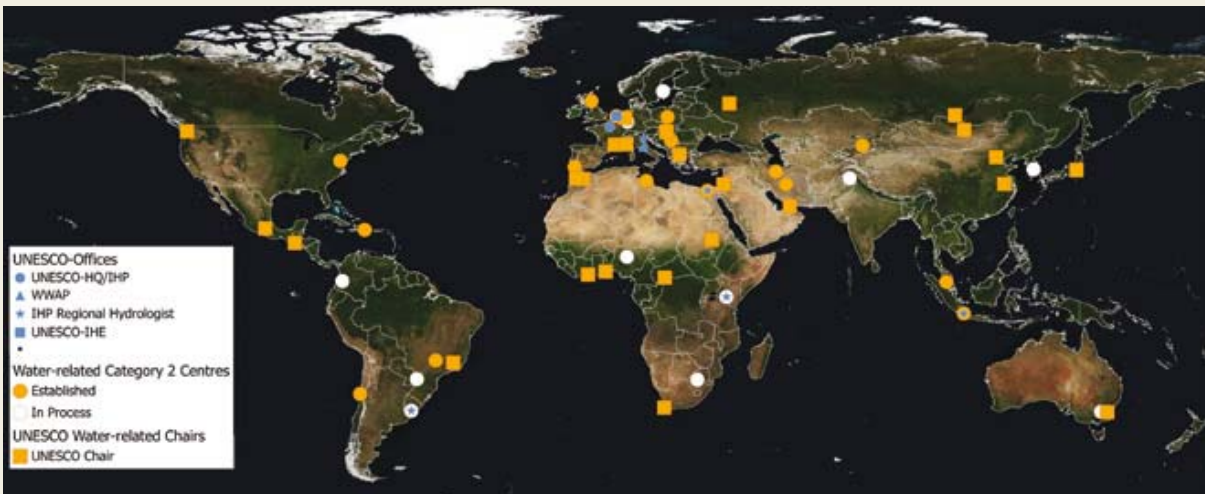 UNESCO-Offices
UNESCO-HQ/IHP
WWAP
IHP Regional Hydrologist
UNESCO-IHE
Water-related Category 2 Centres
Established
In Process
UNESCO Water-related Chairs
UNESCO Chair